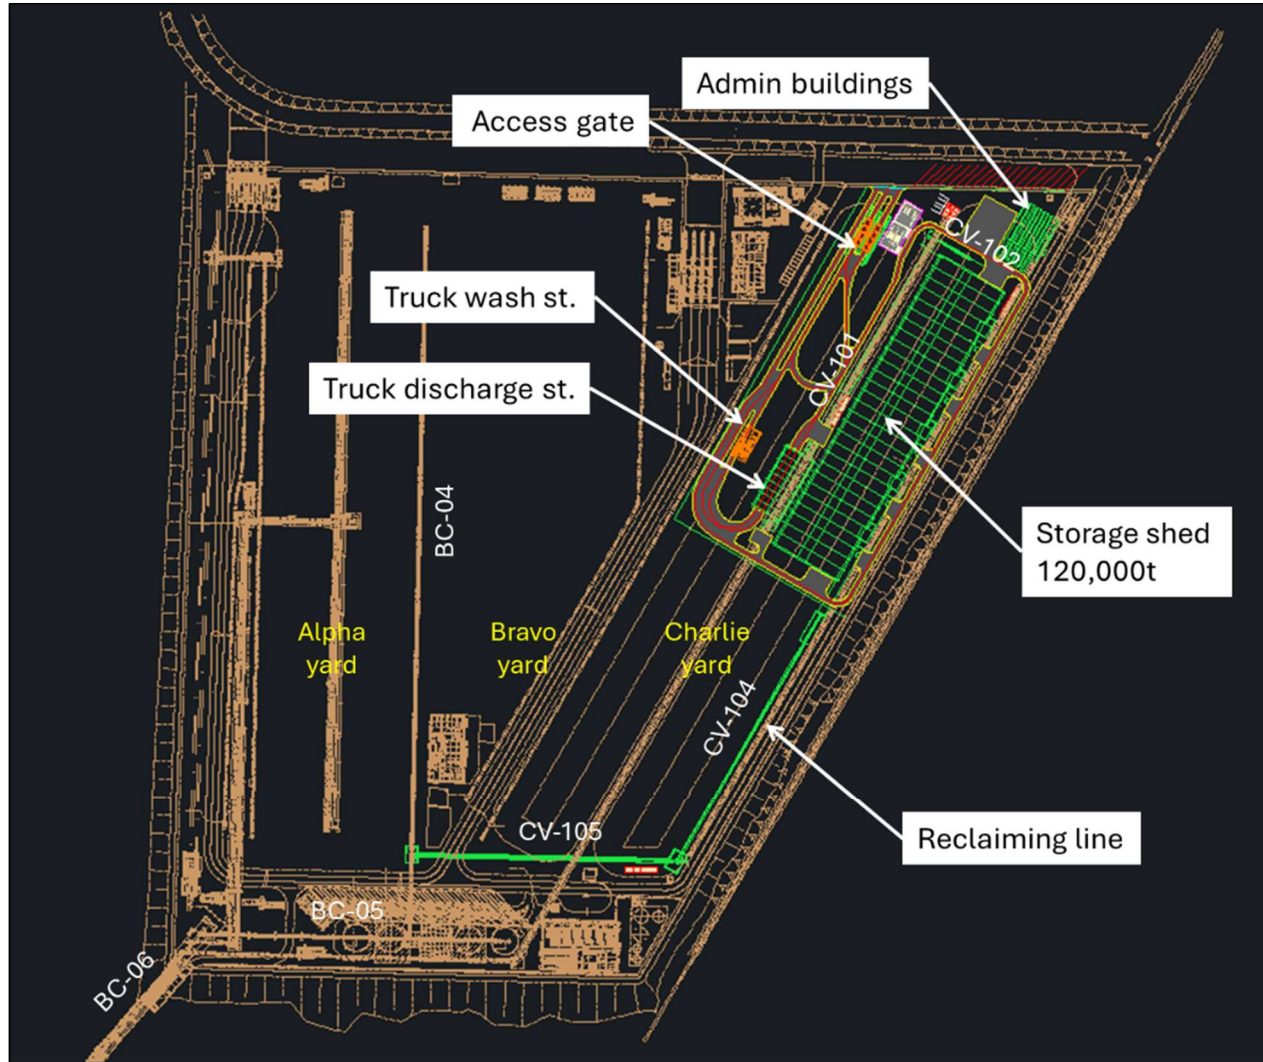 Admin buildings
Access gate
CV-102
Truck wash st.
CV-101
Truck discharge st.
BC-04
Storage shed
120,000t
Alpha
yard
Bravo
yard
Charlie
yard
CV-104
CV-105
Reclaiming line
BC-05
BC-06